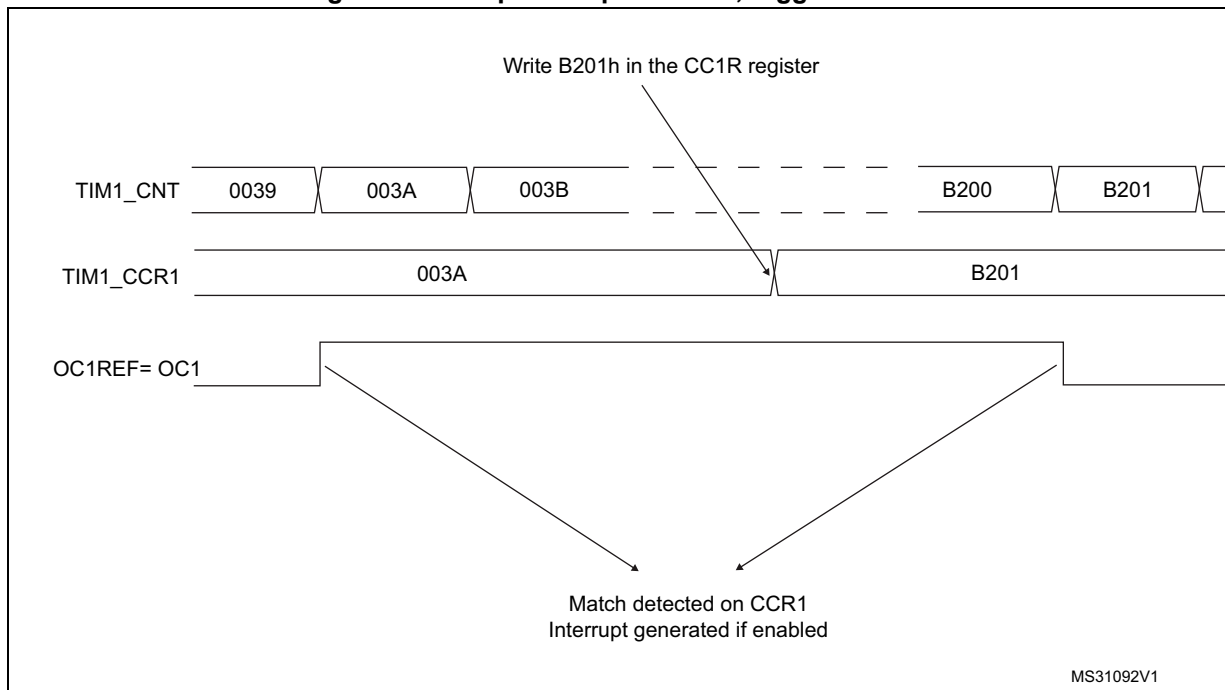 Write B201h in the CC1R register
TIM1_CNT 0039 003A 003B B200 B201
TIM1_CCR1 003A B201
OC1REF= OC1
Match detected on CCR1
Interrupt generated if enabled
MS31092V1